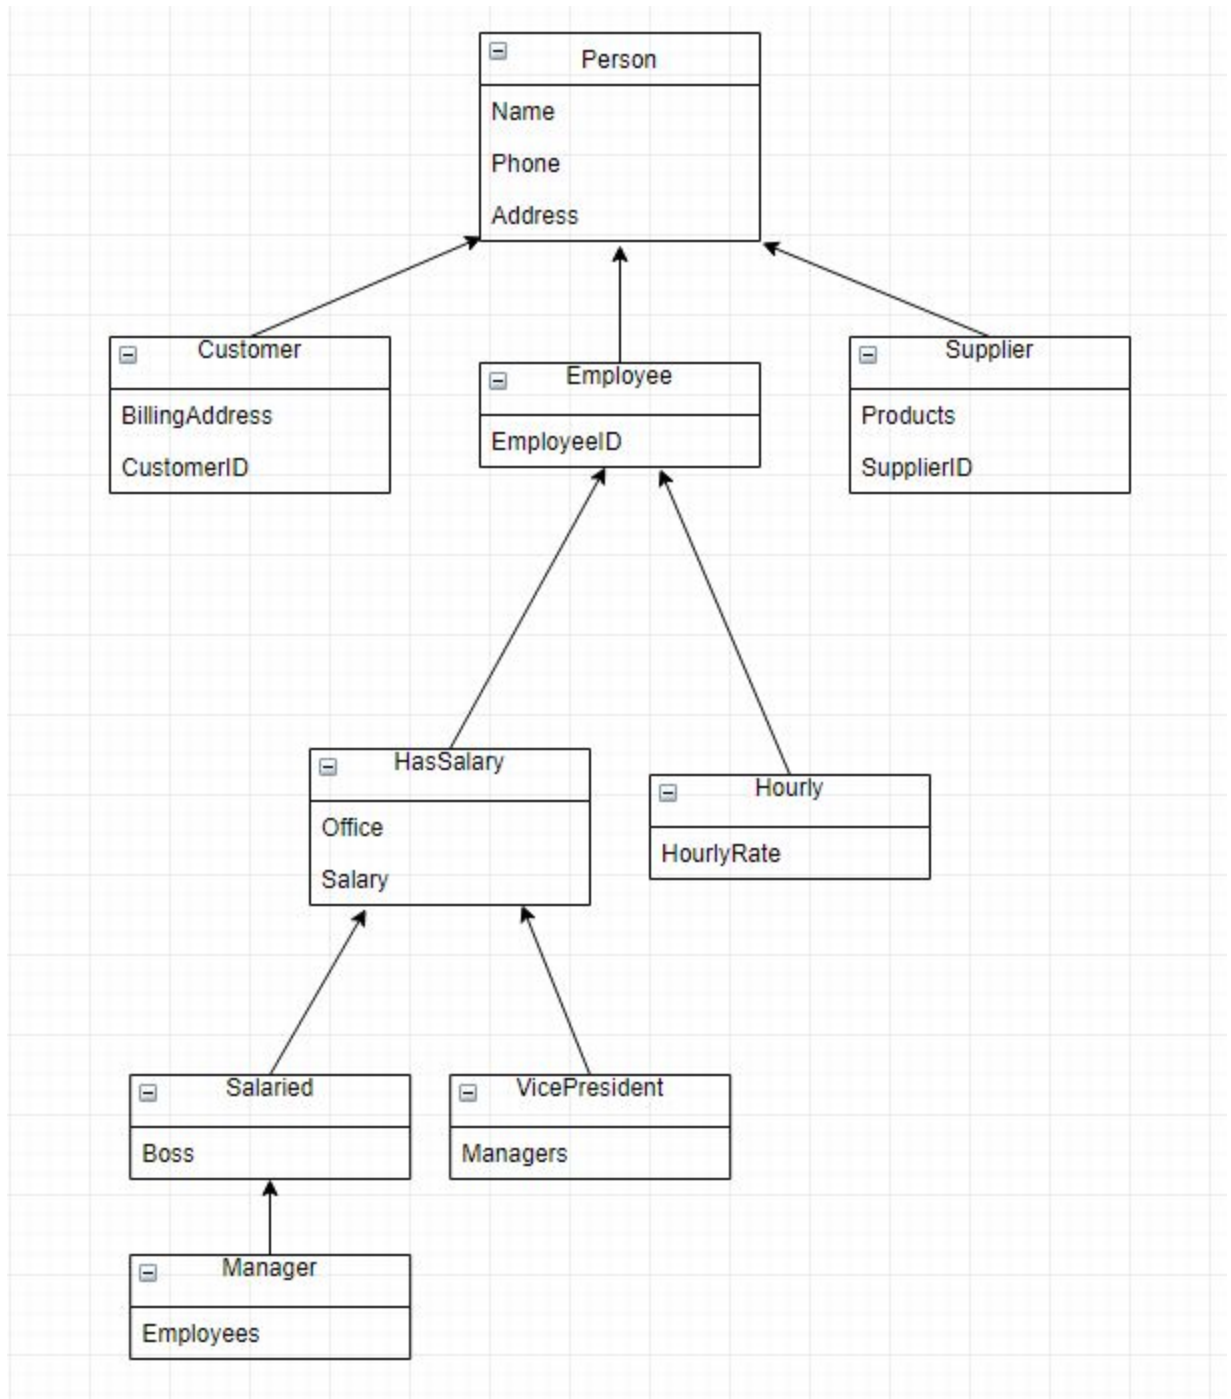 Person
Name
Phone
Address
Customer
BillingAddress
CustomerID
Employee
EmployeeID
Supplier
Products
SupplierID
HasSalary
Office
Salary
Hourly
HourlyRate
Salaried
Boss
VicePresident
Managers
Manager
Employees